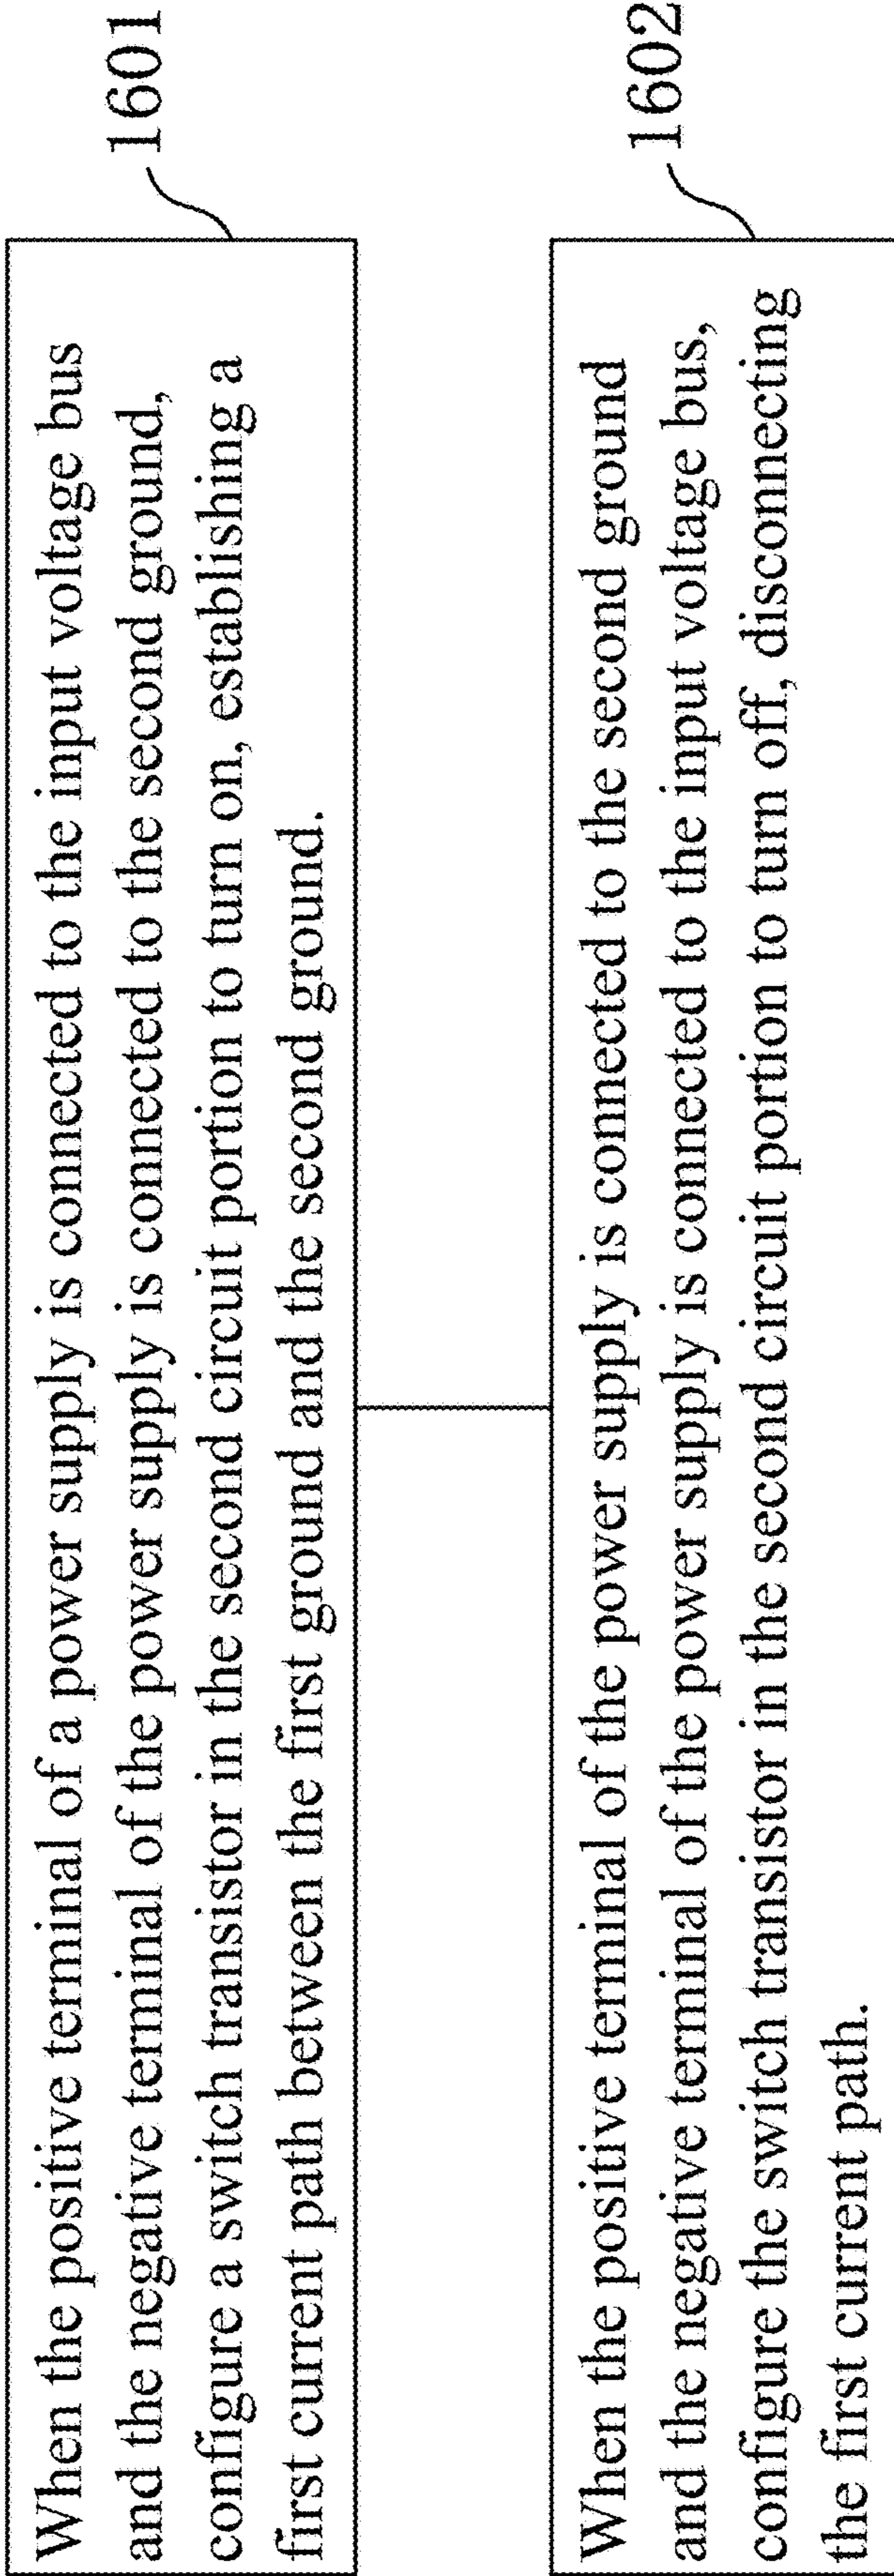 When the positive terminal of a power supply is connected to the input voltage bus
and the negative terminal of the power supply is connected to the second ground,
configure a switch transistor in the second circuit portion to turn on, establishing a
first current path between the first ground and the second ground.
1601
When the positive terminal of the power supply is connected to the second ground
and the negative terminal of the power supply is connected to the input voltage bus,
configure the switch transistor in the second circuit portion to turn off, disconnecting
the first current path.
1602